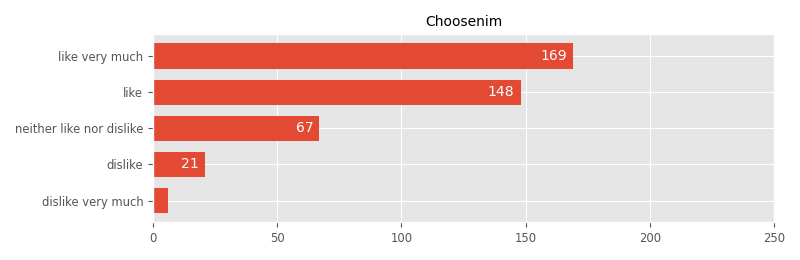 Choosenim
like very much
169
like
148
neither like nor dislike
67
dislike
21
dislike very much
0 50 100 150 200 250